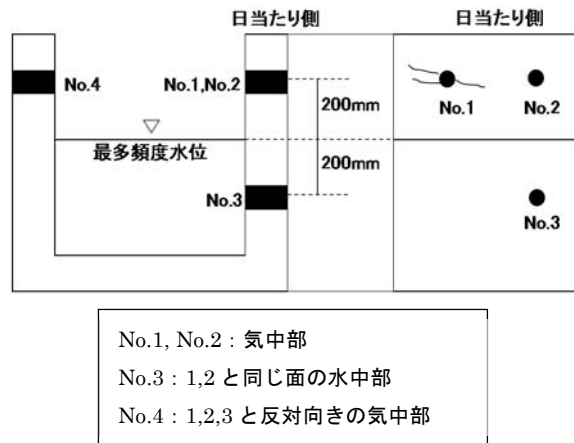 日当たり側
日当たり側
No.4
No.1,No.2
No.1
No.2
200mm
最多頻度水位
200mm
No.3
No.3
No.1, No.2：気中部
No.3：1,2 と同じ面の水中部
No.4：1,2,3 と反対向きの気中部